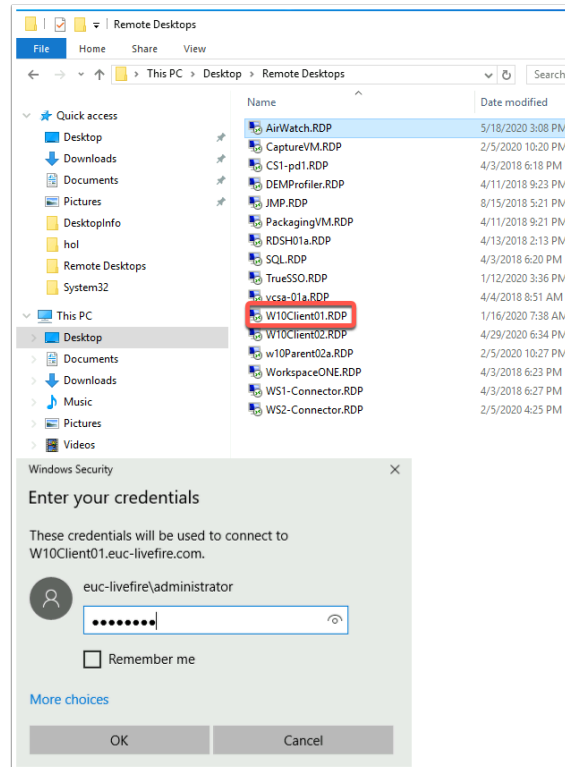 Remote Desktops
File Home Share View
This PC > Desktop > Remote Desktops Search
Name Date modified
Quick access
Desktop
Downloads
Documents
Pictures
DesktopInfo
hol
Remote Desktops
System32
This PC
Desktop
Documents
Downloads
Music
Pictures
Videos
AirWatch.RDP 5/18/2020 3:08 PM
CaptureVM.RDP 2/5/2020 10:20 PM
CS1-pd1.RDP 4/3/2018 6:18 PM
DEMProfiler.RDP 4/11/2018 9:23 PM
JMP.RDP 8/15/2018 5:21 PM
PackagingVM.RDP 4/11/2018 9:21 PM
RDSH01a.RDP 4/13/2018 2:13 PM
SQL.RDP 4/3/2018 6:20 PM
TrueSSO.RDP 1/12/2020 3:36 PM
vcsa-01a.RDP 4/4/2018 8:51 AM
W10Client01.RDP 1/16/2020 7:38 AM
W10Client02.RDP 4/29/2020 6:34 PM
w10Parent02a.RDP 2/5/2020 10:27 PM
WorkspaceONE.RDP 4/3/2018 6:23 PM
WS1-Connector.RDP 4/3/2018 6:27 PM
WS2-Connector.RDP 2/5/2020 4:25 PM
Windows Security
Enter your credentials
These credentials will be used to connect to
W10Client01.euc-livefire.com.
euc-livefire\administrator
••••••••
Remember me
More choices
OK Cancel